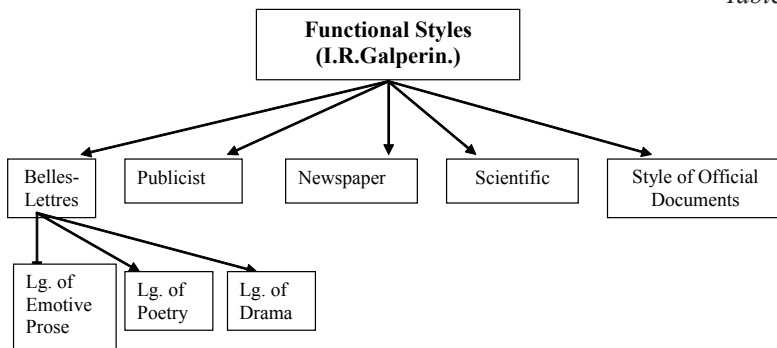 Table
Functional Styles
(I.R.Galperin.)
Belles-
Lettres
Publicist
Newspaper
Scientific
Style of Official
Documents
Lg. of
Emotive
Prose
Lg. of
Poetry
Lg. of
Drama